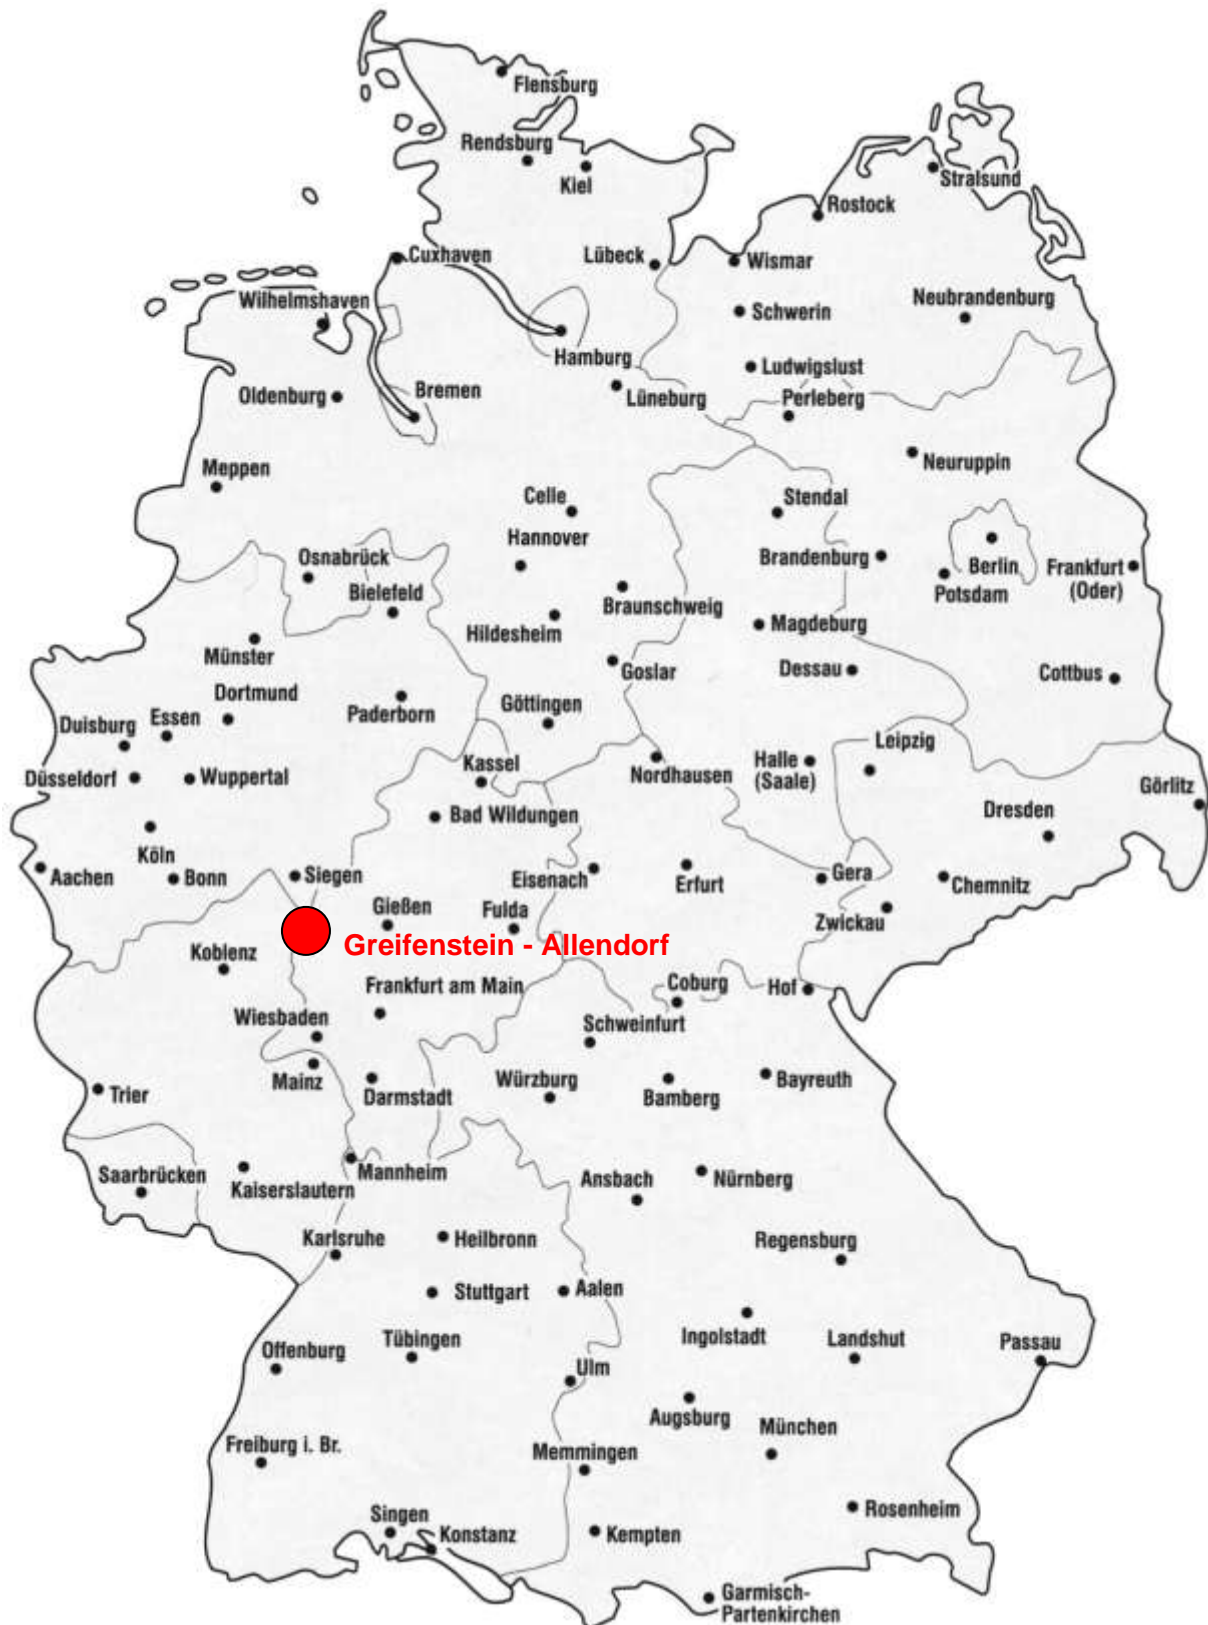 Flensburg
Rendsburg
Kiel
Stralsund
Rostock
Cuxhaven
Lübeck
Wismar
Wilhelmshaven
Schwerin
Neubrandenburg
Hamburg
Ludwigslust
Oldenburg
Bremen
Lüneburg
Perleberg
Meppen
Neuruppin
Celle
Stendal
Hannover
Osnabrück
Brandenburg
Berlin
Frankfurt
(Oder)
Bielefeld
Potsdam
Braunschweig
Hildesheim
Magdeburg
Münster
Goslar
Dessau
Cottbus
Dortmund
Paderborn
Göttingen
Duisburg
Essen
Leipzig
Düsseldorf
Wuppertal
Kassel
Nordhausen
Halle
(Saale)
Görlitz
Bad Wildungen
Dresden
Köln
Aachen
Bonn
Siegen
Eisenach
Erfurt
Gera
Chemnitz
Gießen
Fulda
Zwickau
Greifenstein - Allendorf
Koblenz
Frankfurt am Main
Coburg
Hof
Wiesbaden
Schweinfurt
Mainz
Würzburg
Bayreuth
Trier
Darmstadt
Bamberg
Saarbrücken
Kaiserslautern
Mannheim
Ansbach
Nürnberg
Karlsruhe
Heilbronn
Regensburg
Stuttgart
Aalen
Offenburg
Tübingen
Ingolstadt
Landshut
Passau
Ulm
Augsburg
München
Freiburg i. Br.
Memmingen
Singen
Konstanz
Kempten
Rosenheim
Garmisch-
Partenkirchen